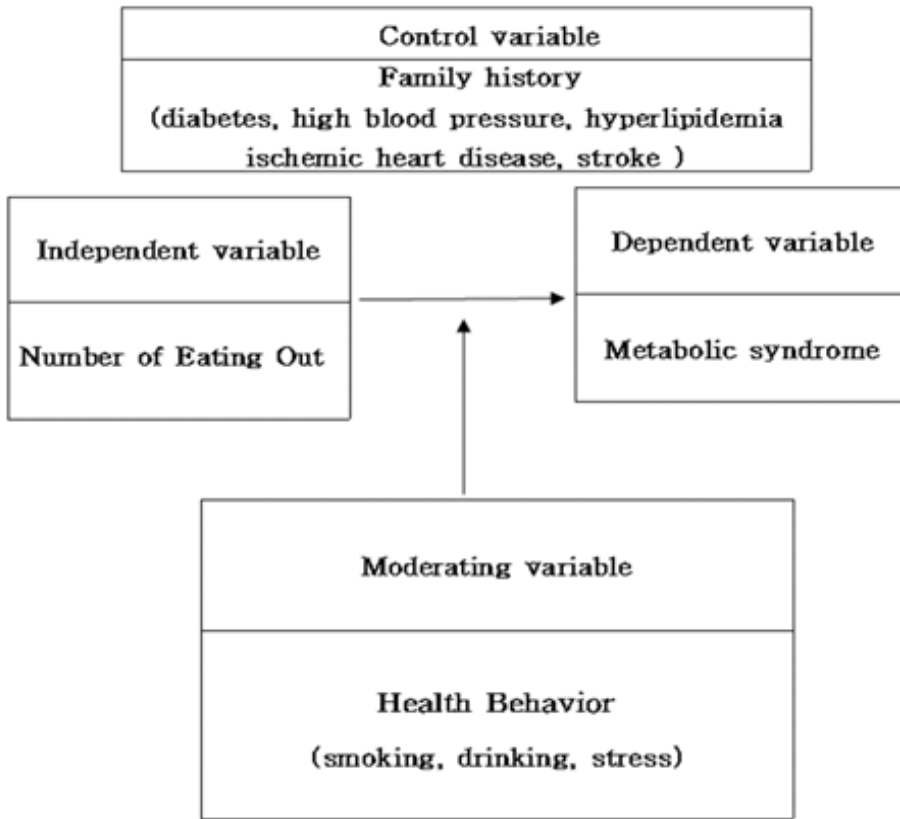 Control variable
Family history
(diabetes, high blood pressure, hyperlipidemia
ischemic heart disease, stroke )
Independent variable
Number of Eating Out
Dependent variable
Metabolic syndrome
Moderating variable
Health Behavior
(smoking, drinking, stress)